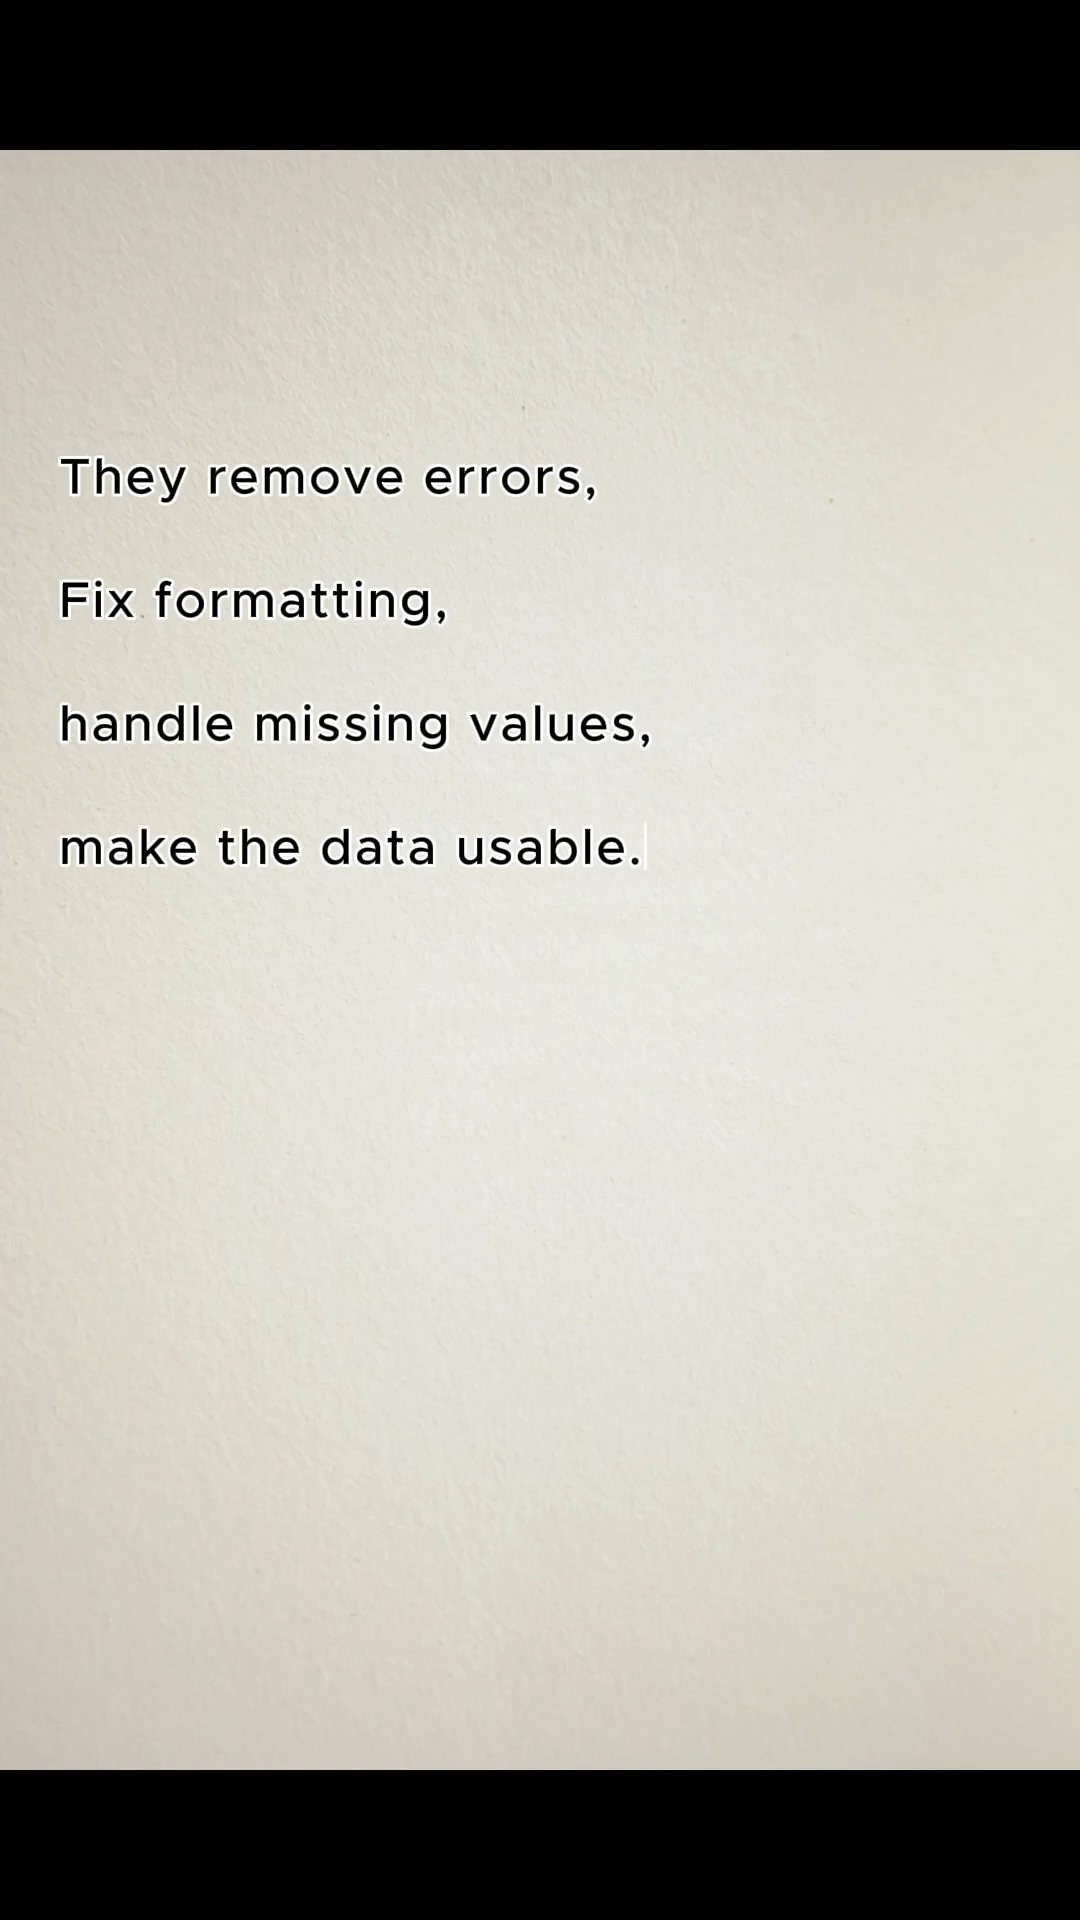 They remove errors,
Fix formatting,
handle missing values,
make the data usable.